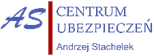 AS CENTRUM
UBEZPIECZEŃ
Andrzej Stachelek